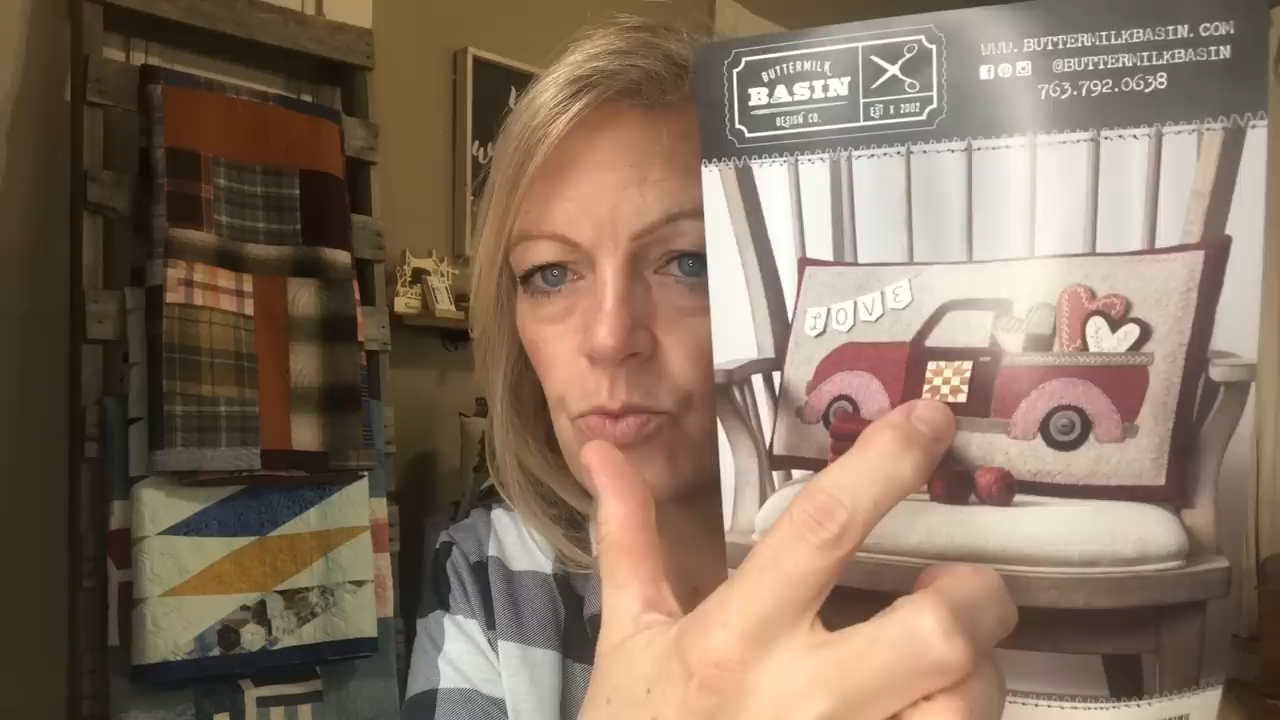 BUTTERMILK
BASIN
DESIGN CO.
EST X 2002
WWW.BUTTERMILKBASIN.COM
@BUTTERMILKBASIN
763.792.0638
LOVE